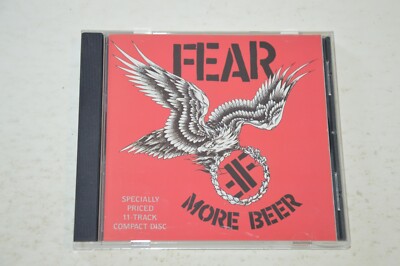 FEAR
SPECIALLY
PRICED
11-TRACK
COMPACT DISC
MORE BEER